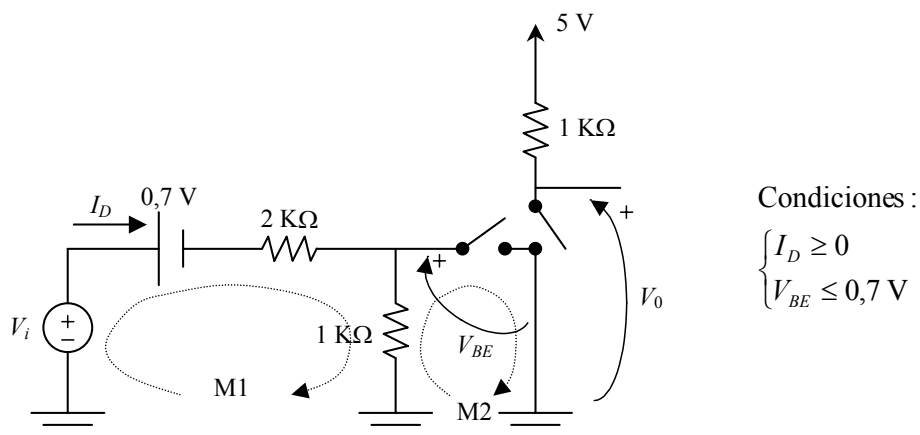 5 V
1 KΩ
0,7 V
I_D
2 KΩ
+
+
Condiciones :
I_D ≥ 0
V_BE ≤ 0,7 V
V_i
+
−
1 KΩ
V_BE
V_0
M1
M2